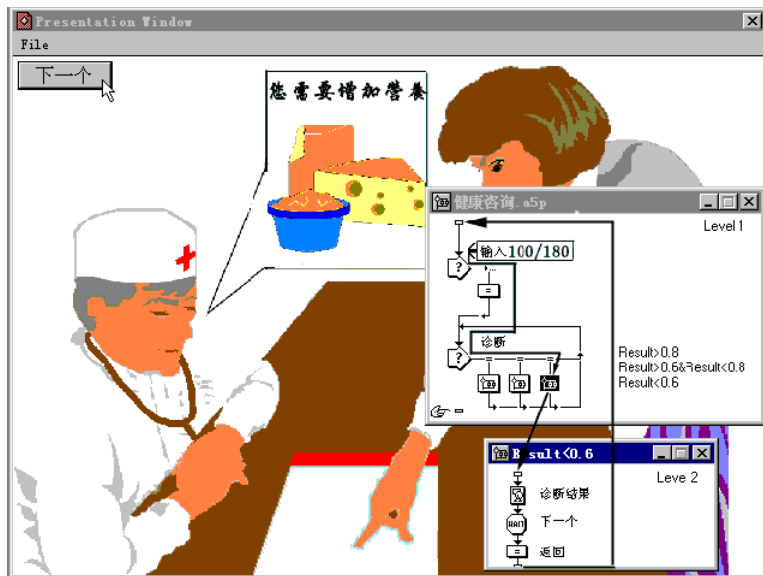 Presentation Window
File
下一个
您需要增加营养
健康咨询.a5p
Level 1
输入100/180
?
=
诊断
?
Result>0.8
Result>0.6&Result<0.8
Result<0.6
Result<0.6
Leve 2
诊断结果
WAIT
下一个
=
返回